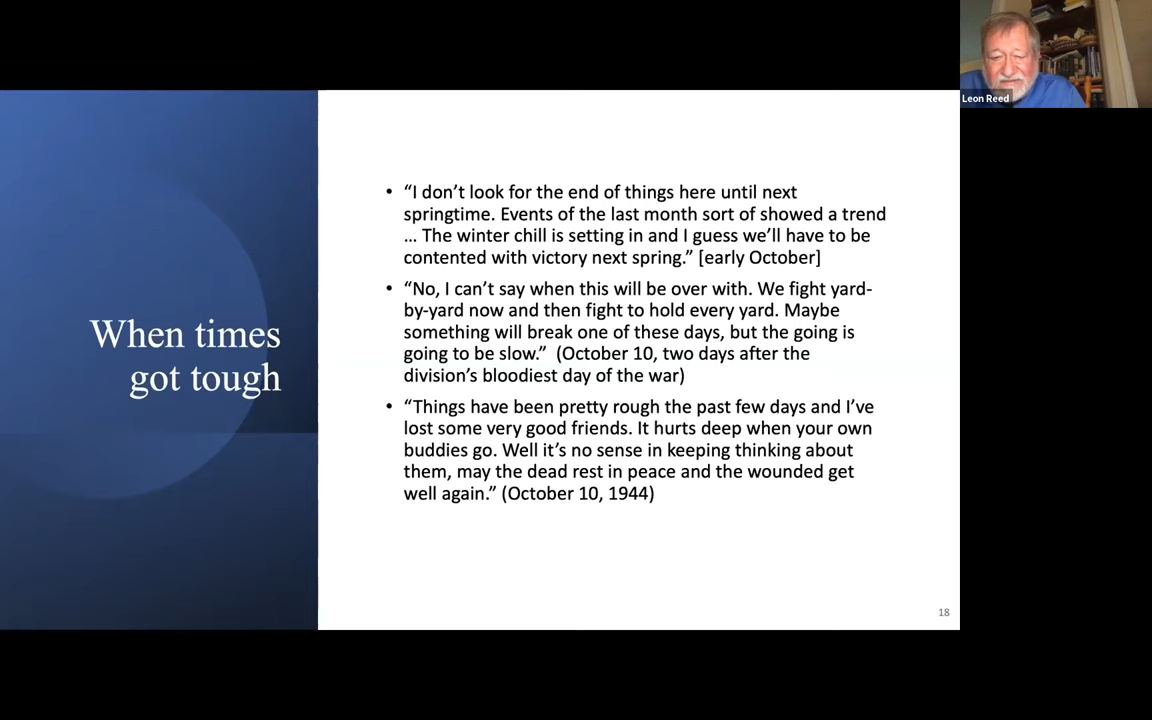 Leon Reed
When times
got tough
• “I don’t look for the end of things here until next
springtime. Events of the last month sort of showed a trend
… The winter chill is setting in and I guess we’ll have to be
contented with victory next spring.” [early October]
• “No, I can’t say when this will be over with. We fight yard-
by-yard now and then fight to hold every yard. Maybe
something will break one of these days, but the going is
going to be slow.”  (October 10, two days after the
division’s bloodiest day of the war)
• “Things have been pretty rough the past few days and I’ve
lost some very good friends. It hurts deep when your own
buddies go. Well it’s no sense in keeping thinking about
them, may the dead rest in peace and the wounded get
well again.” (October 10, 1944)
18